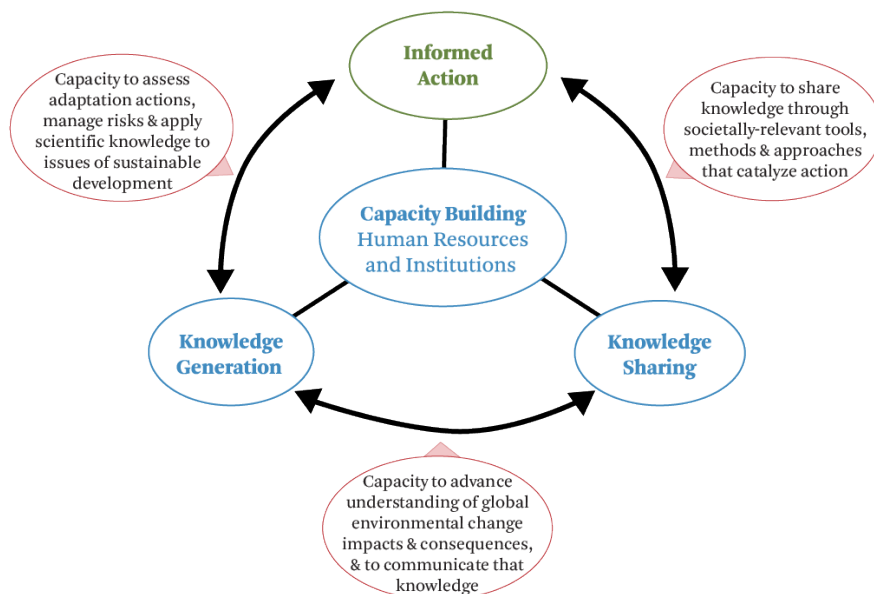 Informed
Action
Capacity to assess
adaptation actions,
manage risks & apply
scientific knowledge to
issues of sustainable
development
Capacity to share
knowledge through
societally-relevant tools,
methods & approaches
that catalyze action
Capacity Building
Human Resources
and Institutions
Knowledge
Generation
Knowledge
Sharing
Capacity to advance
understanding of global
environmental change
impacts & consequences,
& to communicate that
knowledge